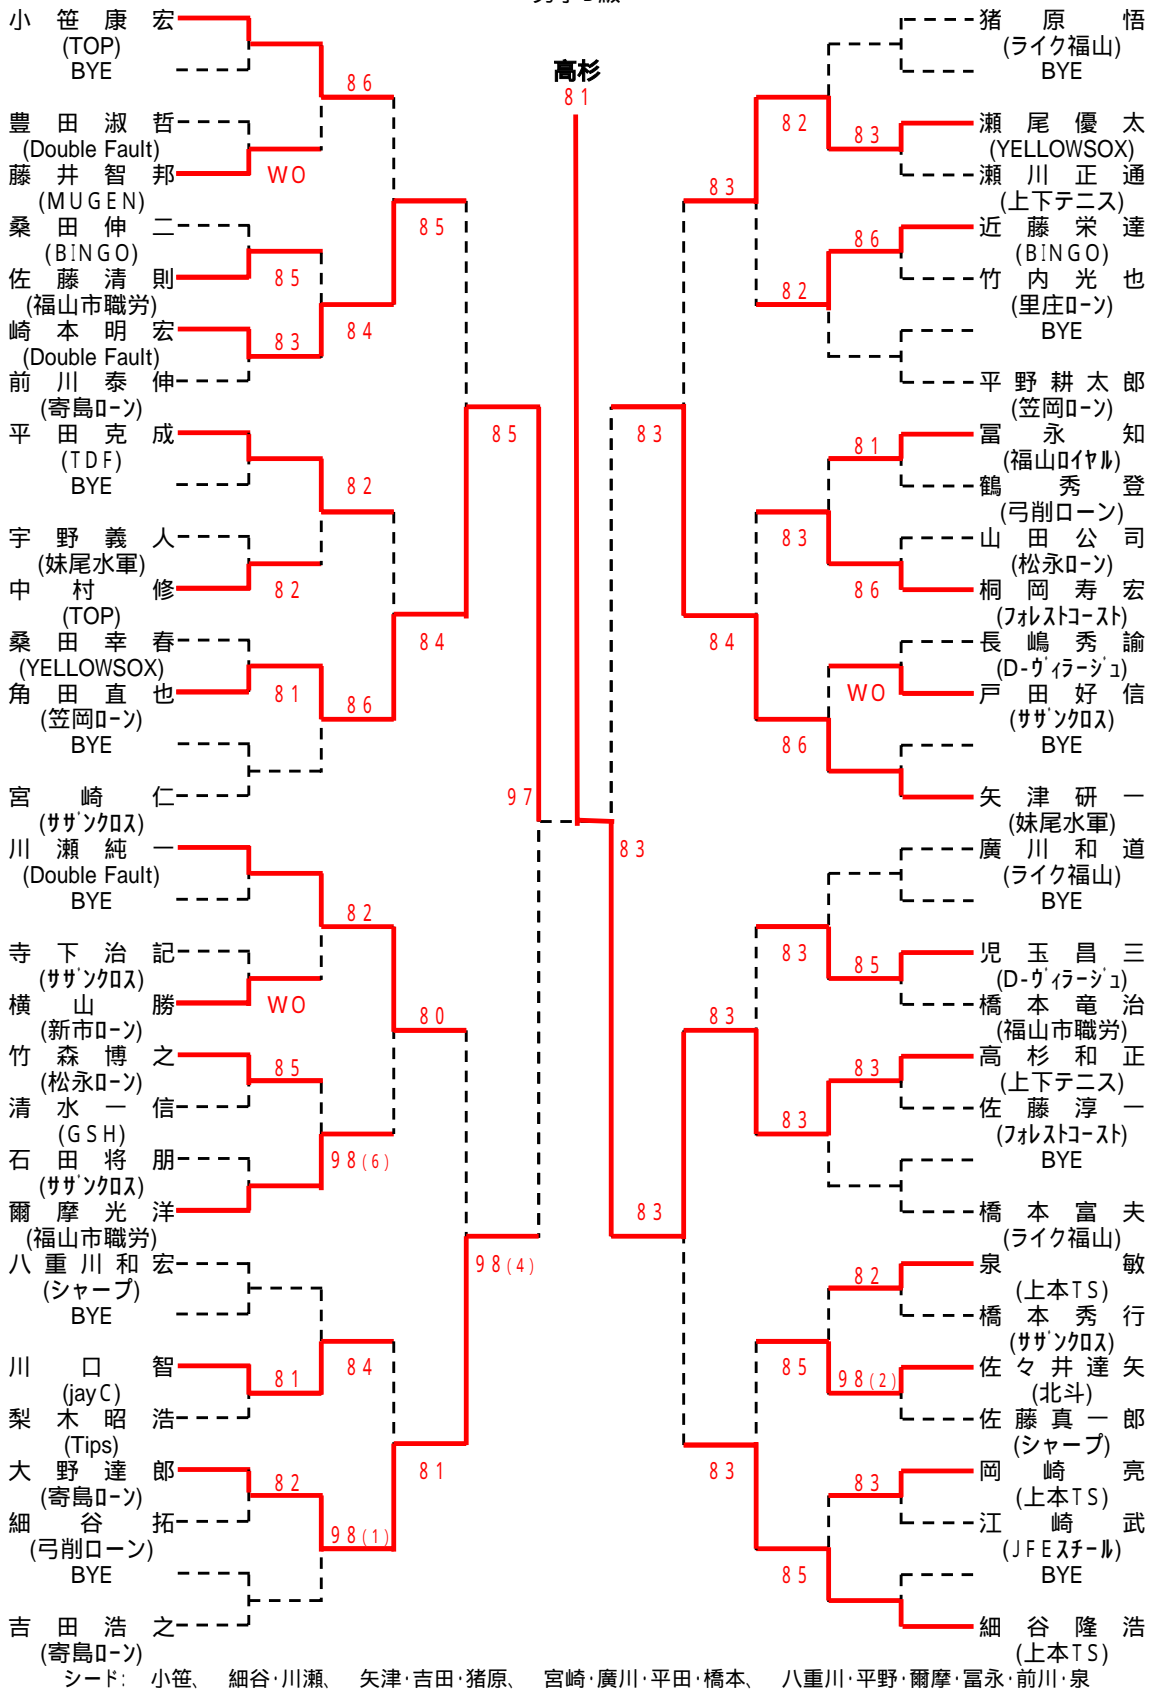 高杉
81
小笹康宏
(TOP)
BYE
86
豊田淑哲
(Double Fault)
藤井智邦
(MUGEN)
WO
桑田伸二
(BINGO)
佐藤清則
(福山市職労)
85
85
崎本明宏
(Double Fault)
83
84
前川泰伸
(寄島ローン)
平田克成
(TDF)
BYE
82
85
宇野義人
(妹尾水軍)
中村修
(TOP)
82
桑田幸春
(YELLOWSOX)
84
角田直也
(笠岡ローン)
81
86
BYE
宮崎仁
(サザンクロス)
97
川瀬純一
(Double Fault)
BYE
82
寺下治記
(サザンクロス)
横山勝
(新市ローン)
WO
80
竹森博之
(松永ローン)
85
清水一信
(GSH)
石田将朋
(サザンクロス)
98(6)
爾摩光洋
(福山市職労)
八重川和宏
(シャープ)
BYE
98(4)
川口智
(jayC)
81
84
梨木昭浩
(Tips)
大野達郎
(寄島ローン)
82
81
細谷拓
(弓削ローン)
98(1)
BYE
吉田浩之
(寄島ローン)
猪原悟
(ライク福山)
BYE
82
瀬尾優太
(YELLOWSOX)
83
瀬川正通
(上下テニス)
83
近藤栄達
(BINGO)
86
竹内光也
(里庄ローン)
82
BYE
平野耕太郎
(笠岡ローン)
83
冨永知
(福山ロイヤル)
81
鶴秀登
(弓削ローン)
山田公司
(松永ローン)
83
桐岡寿宏
(フォレストコースト)
86
長嶋秀諭
(D-ヴィラージュ)
84
戸田好信
(サザンクロス)
WO
BYE
86
矢津研一
(妹尾水軍)
83
廣川和道
(ライク福山)
BYE
83
児玉昌三
(D-ヴィラージュ)
85
橋本竜治
(福山市職労)
83
高杉和正
(上下テニス)
83
佐藤淳一
(フォレストコースト)
83
BYE
橋本富夫
(ライク福山)
83
泉敏
(上本TS)
82
橋本秀行
(サザンクロス)
佐々井達矢
(北斗)
85
98(2)
佐藤真一郎
(シャープ)
岡崎亮
(上本TS)
83
83
江崎武
(JFEスチール)
BYE
85
細谷隆浩
(上本TS)
シード: 小笹、 細谷・川瀬、 矢津・吉田・猪原、 宮崎・廣川・平田・橋本、 八重川・平野・爾摩・冨永・前川・泉